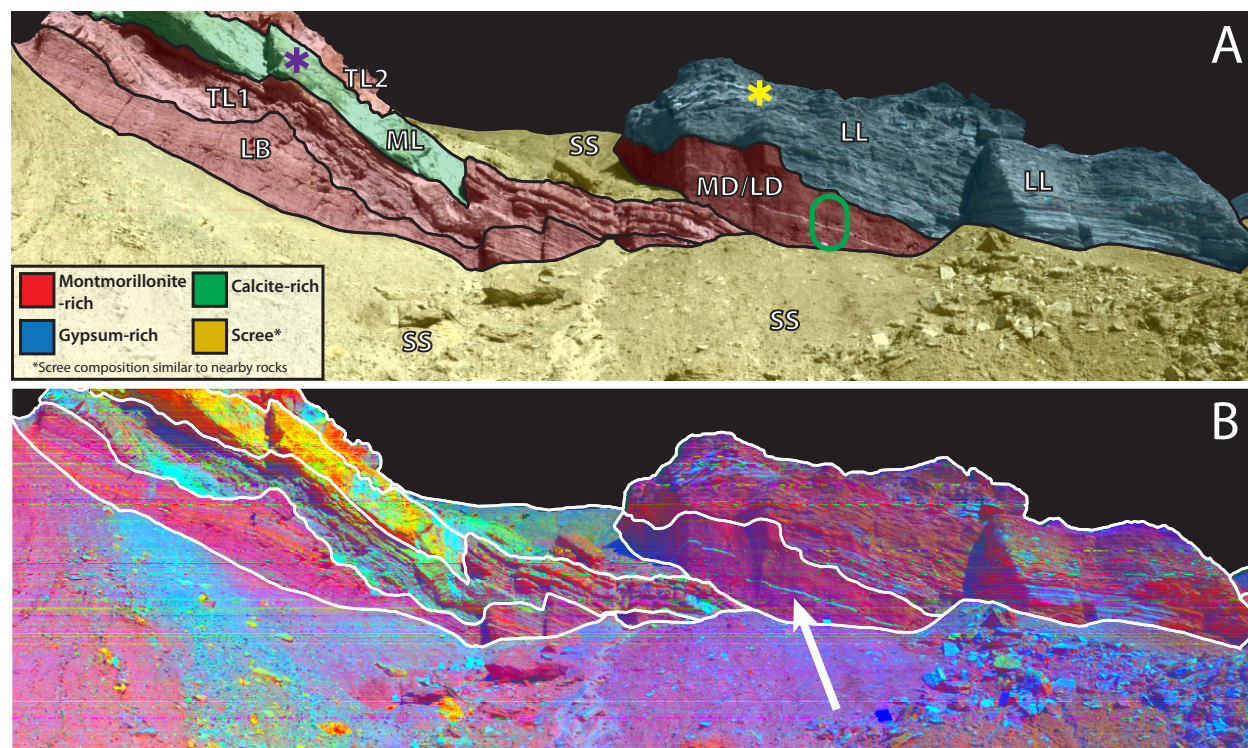 A
TL2
TL1
ML
LB
SS
MD/LD
LL
LL
Montmorillonite
-rich
Calcite-rich
Gypsum-rich
Scree*
*Scree composition similar to nearby rocks
SS
SS
B